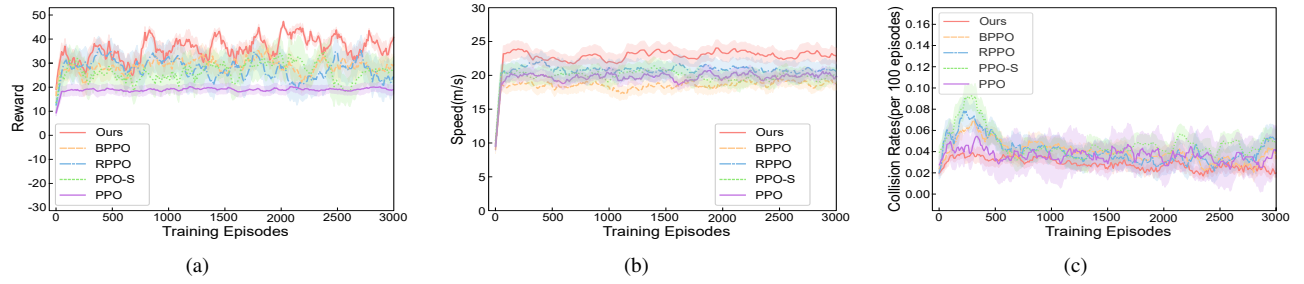 50
40
30
20
10
0
-10
-20
-30
Reward
Ours
BPPO
RPPO
PPO-S
PPO
0 500 1000 1500 2000 2500 3000
Training Episodes
(a)
30
25
20
15
10
5
0
Speed(m/s)
Ours
BPPO
RPPO
PPO-S
PPO
0 500 1000 1500 2000 2500 3000
Training Episodes
(b)
0.16
0.14
0.12
0.10
0.08
0.06
0.04
0.02
0.00
Collision Rates(per 100 episodes)
Ours
BPPO
RPPO
PPO-S
PPO
0 500 1000 1500 2000 2500 3000
Training Episodes
(c)